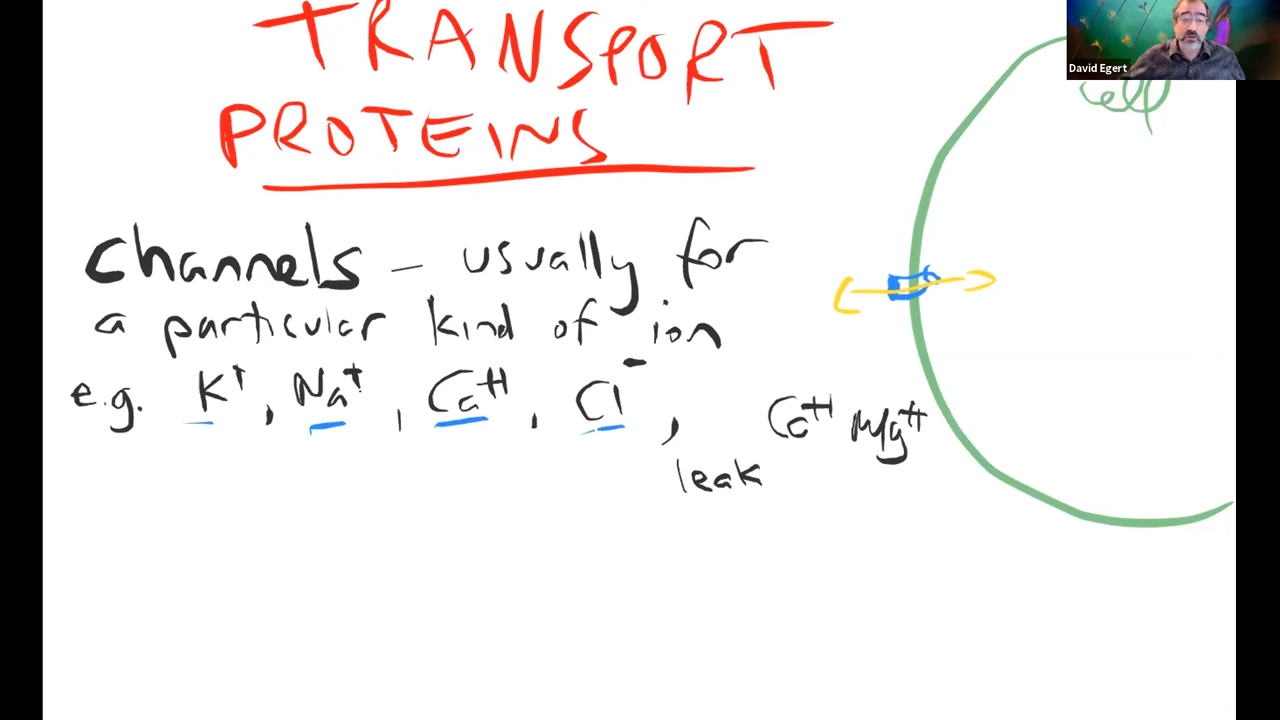 TRANSPORT
PROTEINS
David Egert
cell
channels – usually for
a particular kind of ion
e.g. K⁺, Na⁺, Ca⁺⁺, Cl⁻,
Ca⁺⁺ Mg⁺⁺
leak